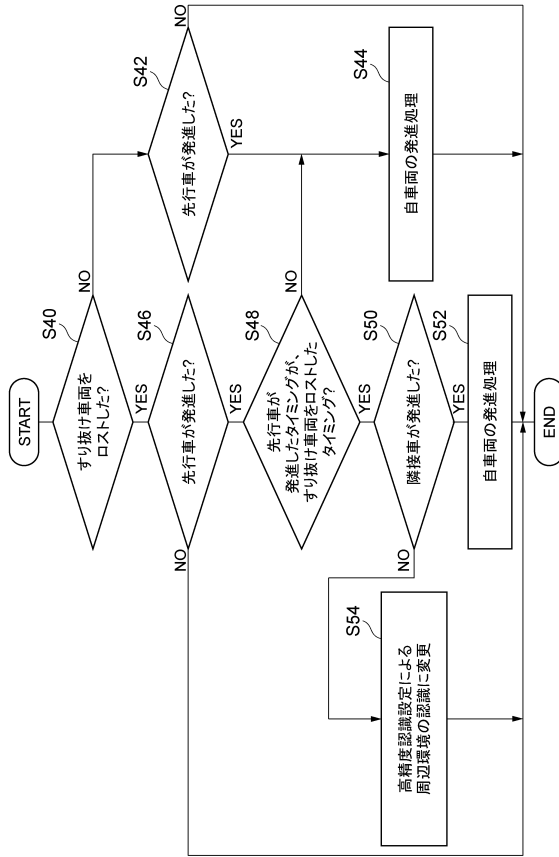 START
S40
すり抜け車両を
ロストした?
NO
YES
S42
先行車が発進した?
NO
YES
S44
自車両の発進処理
S46
先行車が発進した?
NO
YES
S48
先行車が
発進したタイミングが、
すり抜け車両をロストした
タイミング?
NO
YES
S50
隣接車が発進した?
NO
YES
S52
自車両の発進処理
S54
高精度認識設定による
周辺環境の認識に変更
END